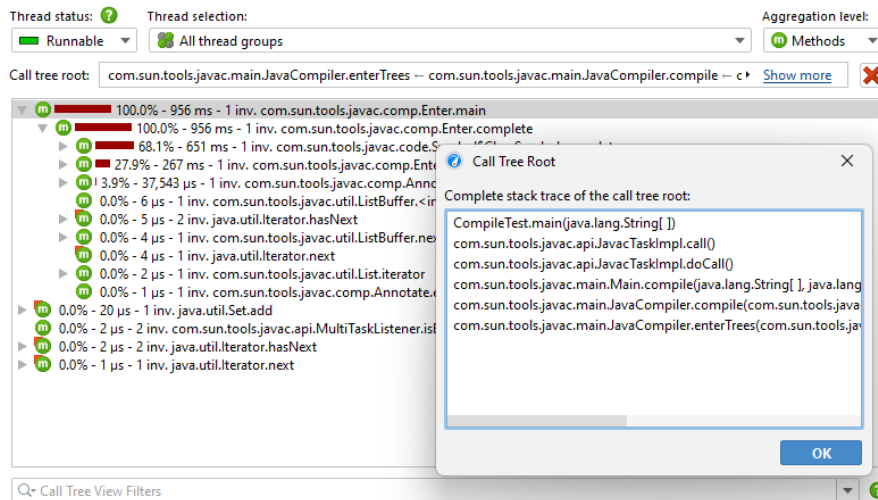 Thread status:
Thread selection:
Aggregation level:
Runnable
All thread groups
Methods
Call tree root:
com.sun.tools.javac.main.JavaCompiler.enterTrees ← com.sun.tools.javac.main.JavaCompiler.compile ← c
Show more
100.0% - 956 ms - 1 inv. com.sun.tools.javac.comp.Enter.main
100.0% - 956 ms - 1 inv. com.sun.tools.javac.comp.Enter.complete
68.1% - 651 ms - 1 inv. com.sun.tools.javac.code.
27.9% - 267 ms - 1 inv. com.sun.tools.javac.comp.Ente
3.9% - 37,543 µs - 1 inv. com.sun.tools.javac.comp.Anno
0.0% - 6 µs - 1 inv. com.sun.tools.javac.util.ListBuffer.<in
0.0% - 5 µs - 2 inv. java.util.Iterator.hasNext
0.0% - 4 µs - 1 inv. com.sun.tools.javac.util.ListBuffer.nex
0.0% - 4 µs - 1 inv. java.util.Iterator.next
0.0% - 2 µs - 1 inv. com.sun.tools.javac.util.List.iterator
0.0% - 1 µs - 1 inv. com.sun.tools.javac.comp.Annotate.e
0.0% - 20 µs - 1 inv. java.util.Set.add
0.0% - 2 µs - 2 inv. com.sun.tools.javac.api.MultiTaskListener.isE
0.0% - 2 µs - 2 inv. java.util.Iterator.hasNext
0.0% - 1 µs - 1 inv. java.util.Iterator.next
Call Tree Root
Complete stack trace of the call tree root:
CompileTest.main(java.lang.String[ ])
com.sun.tools.javac.api.JavacTaskImpl.call()
com.sun.tools.javac.api.JavacTaskImpl.doCall()
com.sun.tools.javac.main.Main.compile(java.lang.String[ ], java.lang
com.sun.tools.javac.main.JavaCompiler.compile(com.sun.tools.java
com.sun.tools.javac.main.JavaCompiler.enterTrees(com.sun.tools.jav
OK
Call Tree View Filters